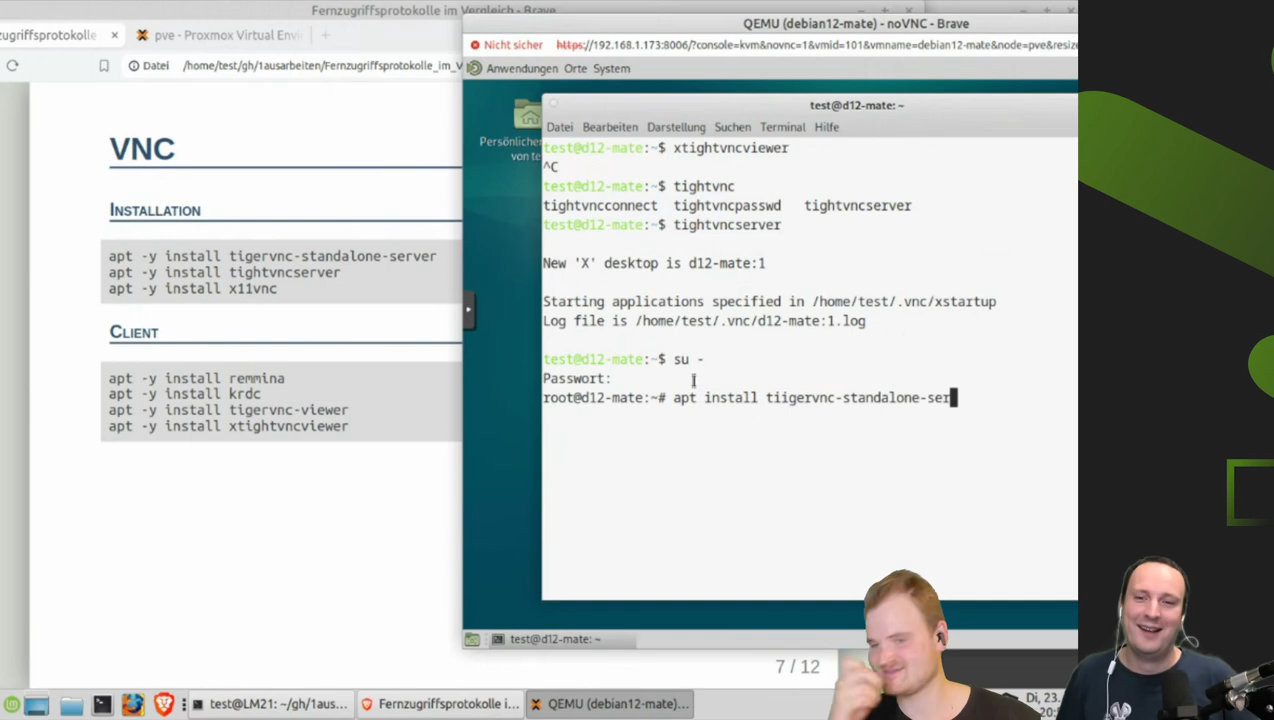 Fernzugriffsprotokolle im Vergleich - Brave
zugriffsprotokolle
pve - Proxmox Virtual Envi
Datei
/home/test/gh/1ausarbeiten/Fernzugriffsprotokolle_im_V
VNC
INSTALLATION
apt -y install tigervnc-standalone-server
apt -y install tightvncserver
apt -y install x11vnc
CLIENT
apt -y install remmina
apt -y install krdc
apt -y install tigervnc-viewer
apt -y install xtightvncviewer
7 / 12
QEMU (debian12-mate) - noVNC - Brave
Nicht sicher
https://192.168.1.173:8006/?console=kvm&novnc=1&vmid=101&vmname=debian12-mate&node=pve&resize
Anwendungen Orte System
Persönlicher
von te
test@d12-mate: ~
Datei Bearbeiten Darstellung Suchen Terminal Hilfe
test@d12-mate:~$ xtightvncviewer
^C
test@d12-mate:~$ tightvnc
tightvncconnect tightvncpasswd tightvncserver
test@d12-mate:~$ tightvncserver
New 'X' desktop is d12-mate:1
Starting applications specified in /home/test/.vnc/xstartup
Log file is /home/test/.vnc/d12-mate:1.log
test@d12-mate:~$ su -
Passwort:
root@d12-mate:~# apt install tiigervnc-standalone-ser
test@d12-mate: ~
test@LM21: ~/gh/1aus...
Fernzugriffsprotokolle i...
QEMU (debian12-mate)...
Di, 23.